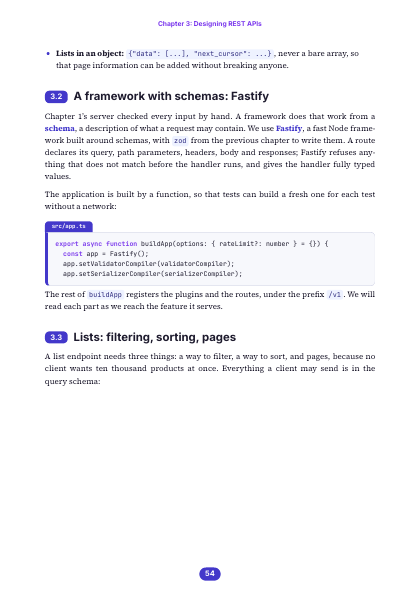 Chapter 3: Designing REST APIs
• Lists in an object: {"data": [...], "next_cursor": ...}, never a bare array, so
that page information can be added without breaking anyone.
3.2 A framework with schemas: Fastify
Chapter 1's server checked every input by hand. A framework does that work from a
schema, a description of what a request may contain. We use Fastify, a fast Node frame-
work built around schemas, with zod from the previous chapter to write them. A route
declares its query, path parameters, headers, body and responses; Fastify refuses any-
thing that does not match before the handler runs, and gives the handler fully typed
values.
The application is built by a function, so that tests can build a fresh one for each test
without a network:
src/app.ts
export async function buildApp(options: { rateLimit?: number } = {}) {
const app = Fastify();
app.setValidatorCompiler(validatorCompiler);
app.setSerializerCompiler(serializerCompiler);
The rest of buildApp registers the plugins and the routes, under the prefix /v1. We will
read each part as we reach the feature it serves.
3.3 Lists: filtering, sorting, pages
A list endpoint needs three things: a way to filter, a way to sort, and pages, because no
client wants ten thousand products at once. Everything a client may send is in the
query schema:
54